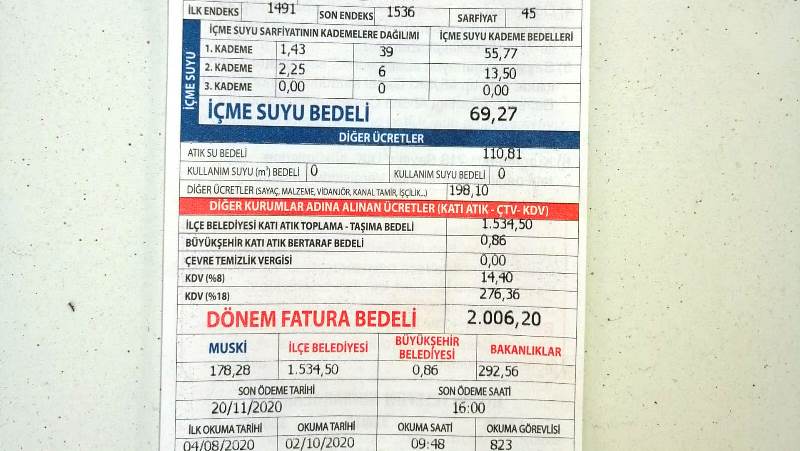 İLK ENDEKS 1491 SON ENDEKS 1536 SARFİYAT 45
İÇME SUYU
İÇME SUYU SARFİYATININ KADEMELERE DAĞILIMI İÇME SUYU KADEME BEDELLERİ
1. KADEME 1,43 39 55,77
2. KADEME 2,25 6 13,50
3. KADEME 0,00 0 0,00
İÇME SUYU BEDELİ 69,27
DİĞER ÜCRETLER
ATIK SU BEDELİ 110,81
KULLANIM SUYU (m³) BEDELİ 0 KULLANIM SUYU BEDELİ 0
DİĞER ÜCRETLER (SAYAÇ, MALZEME, VİDANJÖR, KANAL TAMİR, İŞÇİLİK...) 198,10
DİĞER KURUMLAR ADINA ALINAN ÜCRETLER (KATI ATIK - ÇTV- KDV)
İLÇE BELEDİYESİ KATI ATIK TOPLAMA - TAŞIMA BEDELİ 1.534,50
BÜYÜKŞEHİR KATI ATIK BERTARAF BEDELİ 0,86
ÇEVRE TEMİZLİK VERGİSİ 0,00
KDV (%8) 14,40
KDV (%18) 276,36
DÖNEM FATURA BEDELİ 2.006,20
MUSKİ İLÇE BELEDİYESİ BÜYÜKŞEHİR BELEDİYESİ BAKANLIKLAR
178,28 1.534,50 0,86 292,56
SON ÖDEME TARİHİ SON ÖDEME SAATİ
20/11/2020 16:00
İLK OKUMA TARİHİ OKUMA TARİHİ OKUMA SAATİ OKUMA GÖREVLİSİ
04/08/2020 02/10/2020 09:48 823